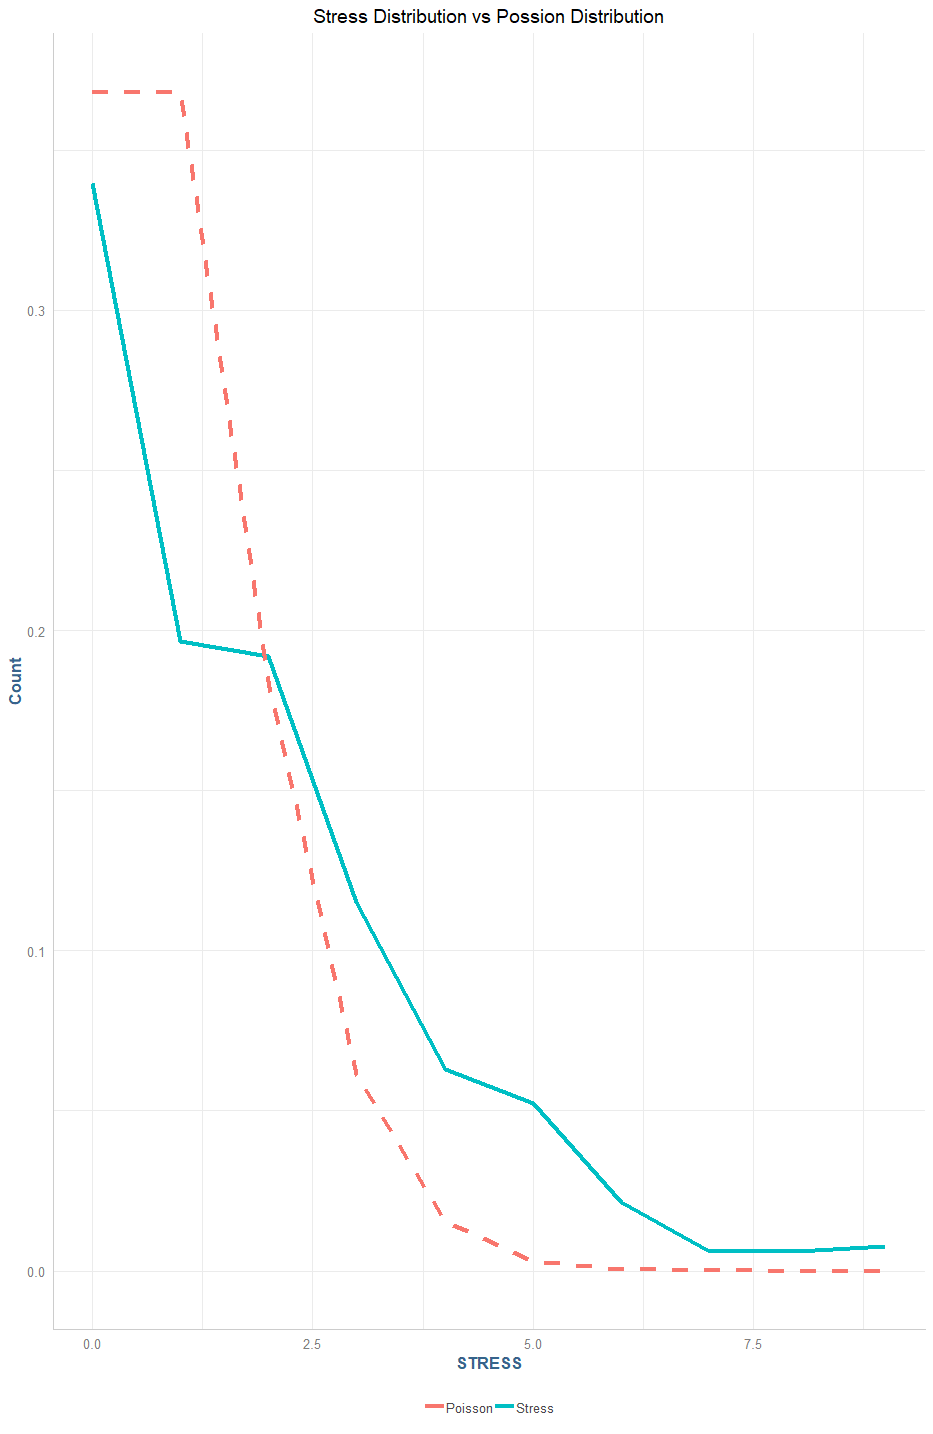 Stress Distribution vs Possion Distribution
Count
0.3
0.2
0.1
0.0
0.0 2.5 5.0 7.5
STRESS
Poisson Stress